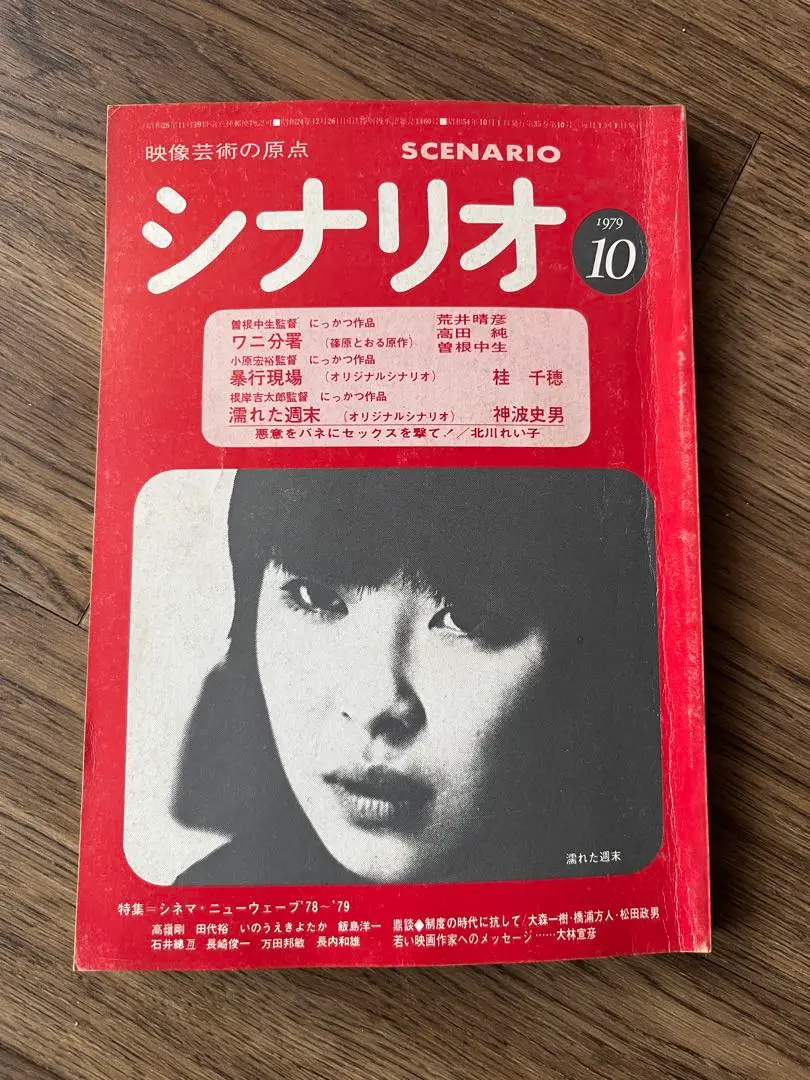 映像芸術の原点 SCENARIO
シナリオ
1979
10
曽根中生監督 にっかつ作品
ワニ分署 (篠原とおる原作)
荒井晴彦
高田 純
曽根中生
小原宏裕監督 にっかつ作品
暴行現場 (オリジナルシナリオ) 桂 千穂
根岸吉太郎監督 にっかつ作品
濡れた週末 (オリジナルシナリオ) 神波史男
悪意をバネにセックスを撃て!/北川れい子
濡れた週末
特集=シネマ・ニューウェーブ'78〜'79
高嶺剛 田代裕 いのうえきよたか 飯島洋一
石井聰亙 長崎俊一 万田邦敏 長内和雄
鼎談◆制度の時代に抗して/大森一樹・橋浦方人・松田政男
若い映画作家へのメッセージ……大林宣彦